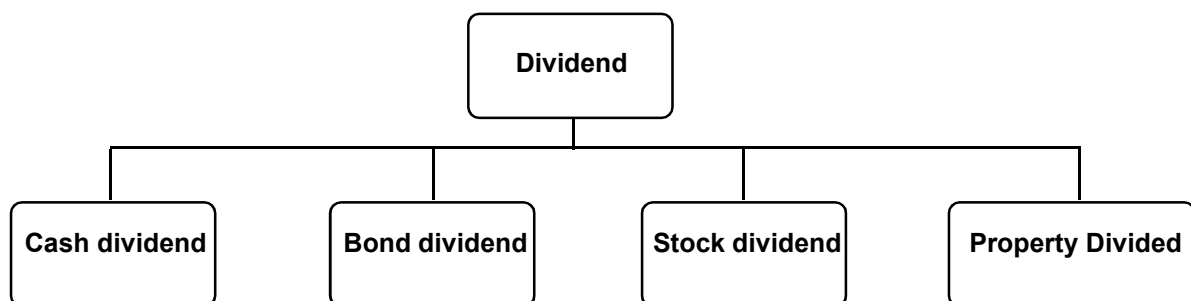 Dividend
Cash dividend
Bond dividend
Stock dividend
Property Divided